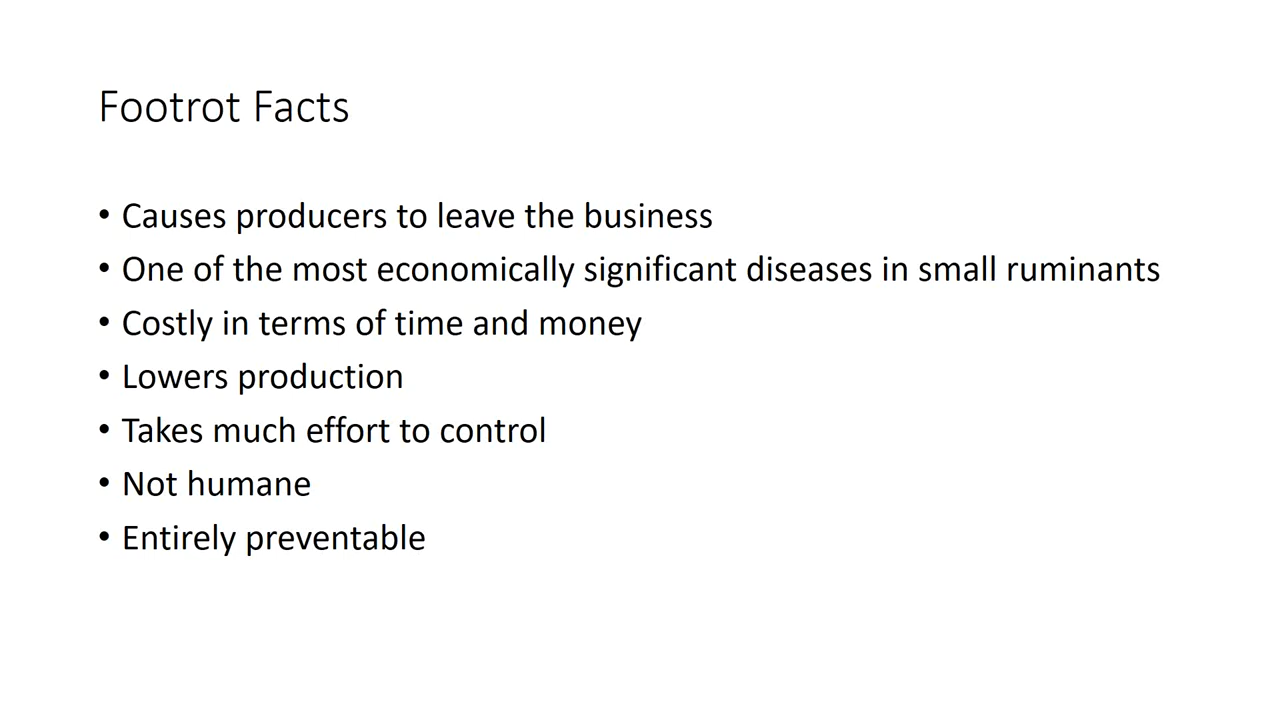 Footrot Facts
• Causes producers to leave the business
• One of the most economically significant diseases in small ruminants
• Costly in terms of time and money
• Lowers production
• Takes much effort to control
• Not humane
• Entirely preventable